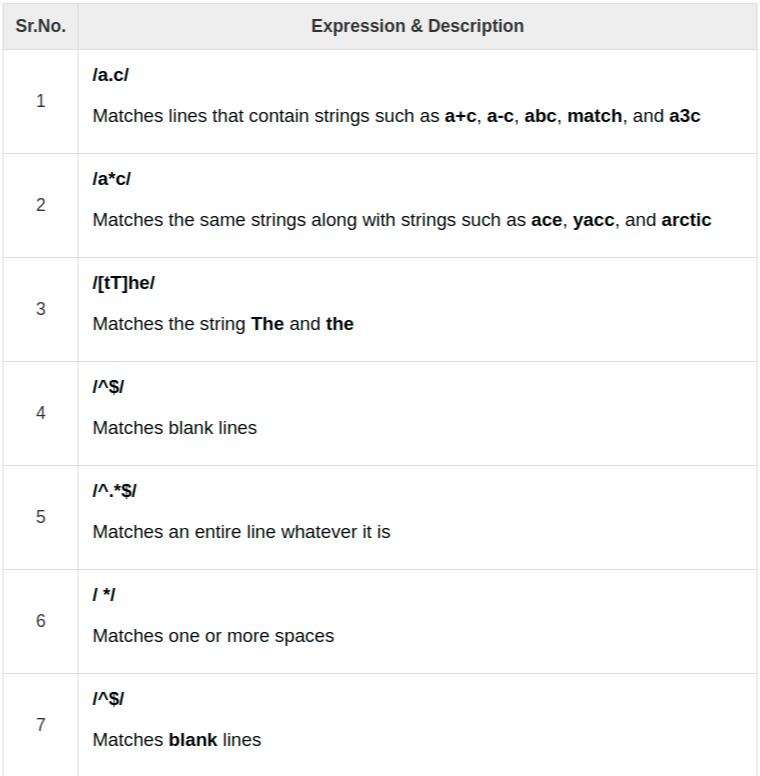 Sr.No. Expression & Description
1
/a.c/
Matches lines that contain strings such as a+c, a-c, abc, match, and a3c
2
/a*c/
Matches the same strings along with strings such as ace, yacc, and arctic
3
/[tT]he/
Matches the string The and the
4
/^$/
Matches blank lines
5
/^.*$/
Matches an entire line whatever it is
6
/ */
Matches one or more spaces
7
/^$/
Matches blank lines